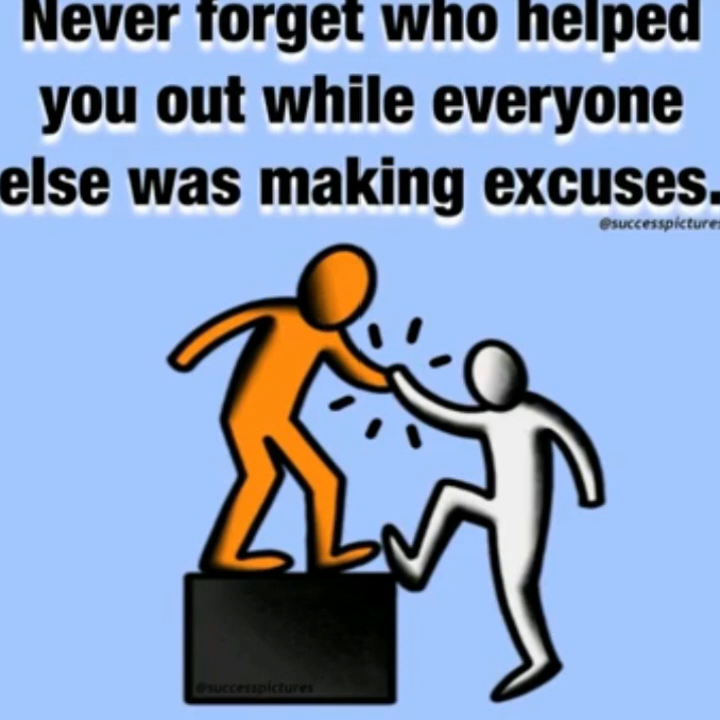 Never forget who helped
you out while everyone
else was making excuses.
@successpictures
@successpictures